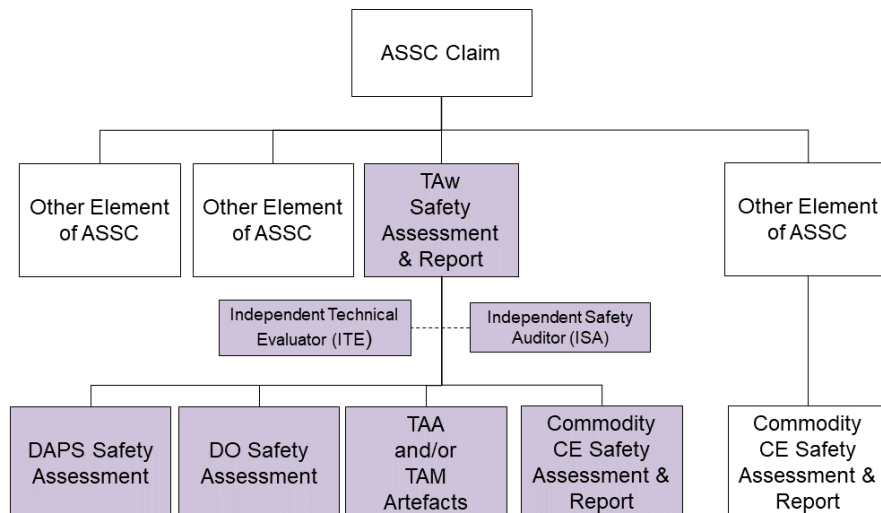 ASSC Claim
Other Element
of ASSC
Other Element
of ASSC
TAw
Safety
Assessment
& Report
Other Element
of ASSC
Independent Technical
Evaluator (ITE)
Independent Safety
Auditor (ISA)
DAPS Safety
Assessment
DO Safety
Assessment
TAA
and/or
TAM
Artefacts
Commodity
CE Safety
Assessment &
Report
Commodity
CE Safety
Assessment &
Report